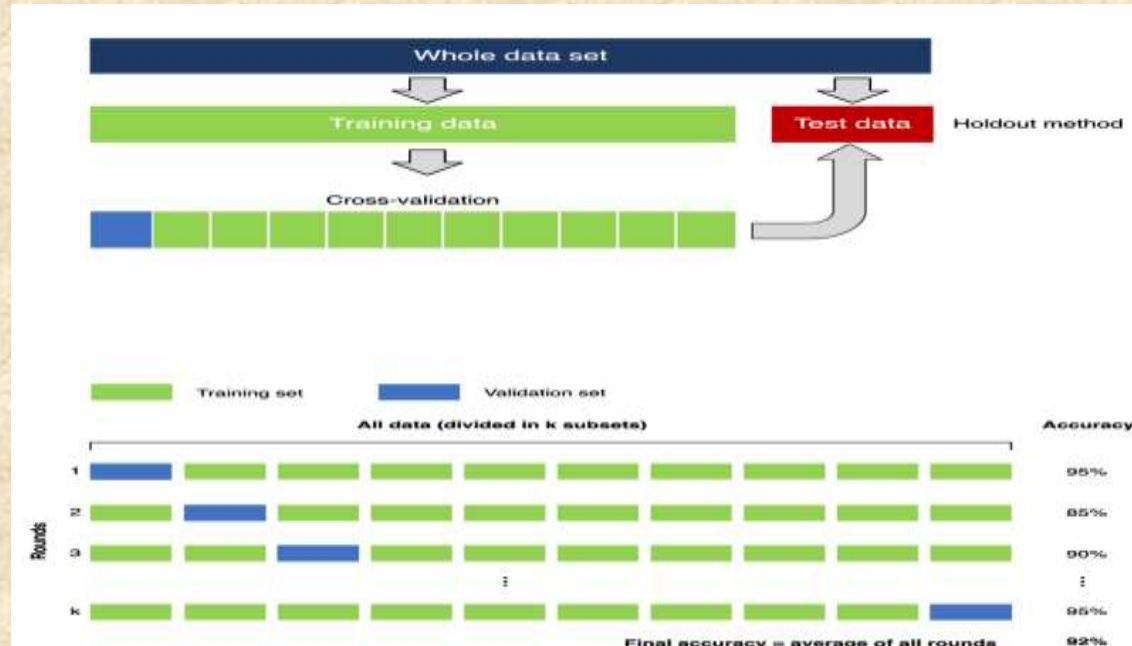 Whole data set
Training data
Test data
Holdout method
Cross-validation
Training set
Validation set
All data (divided in k subsets)
Accuracy
Rounds
1
95%
2
85%
3
90%
⋮
⋮
k
95%
Final accuracy = average of all rounds
92%